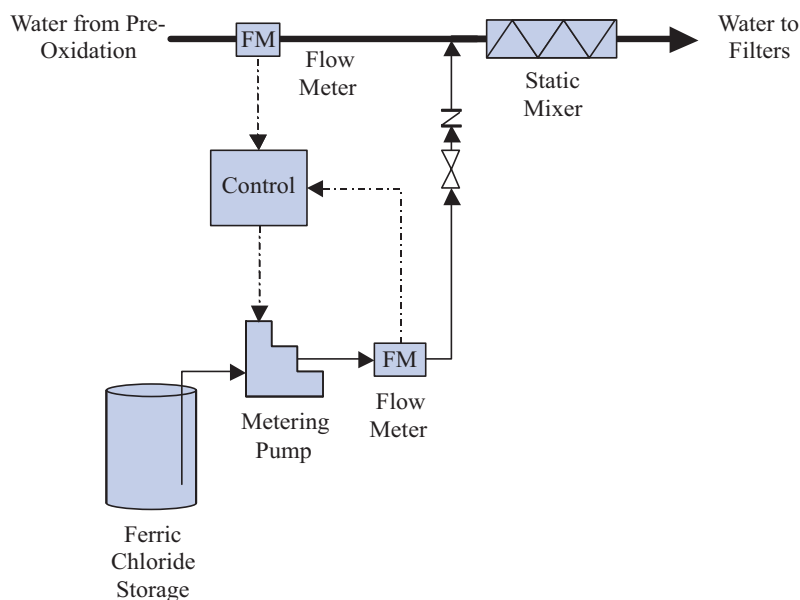 Water from Pre-
Oxidation
FM
Flow
Meter
Static
Mixer
Water to
Filters
Control
FM
Flow
Meter
Metering
Pump
Ferric
Chloride
Storage